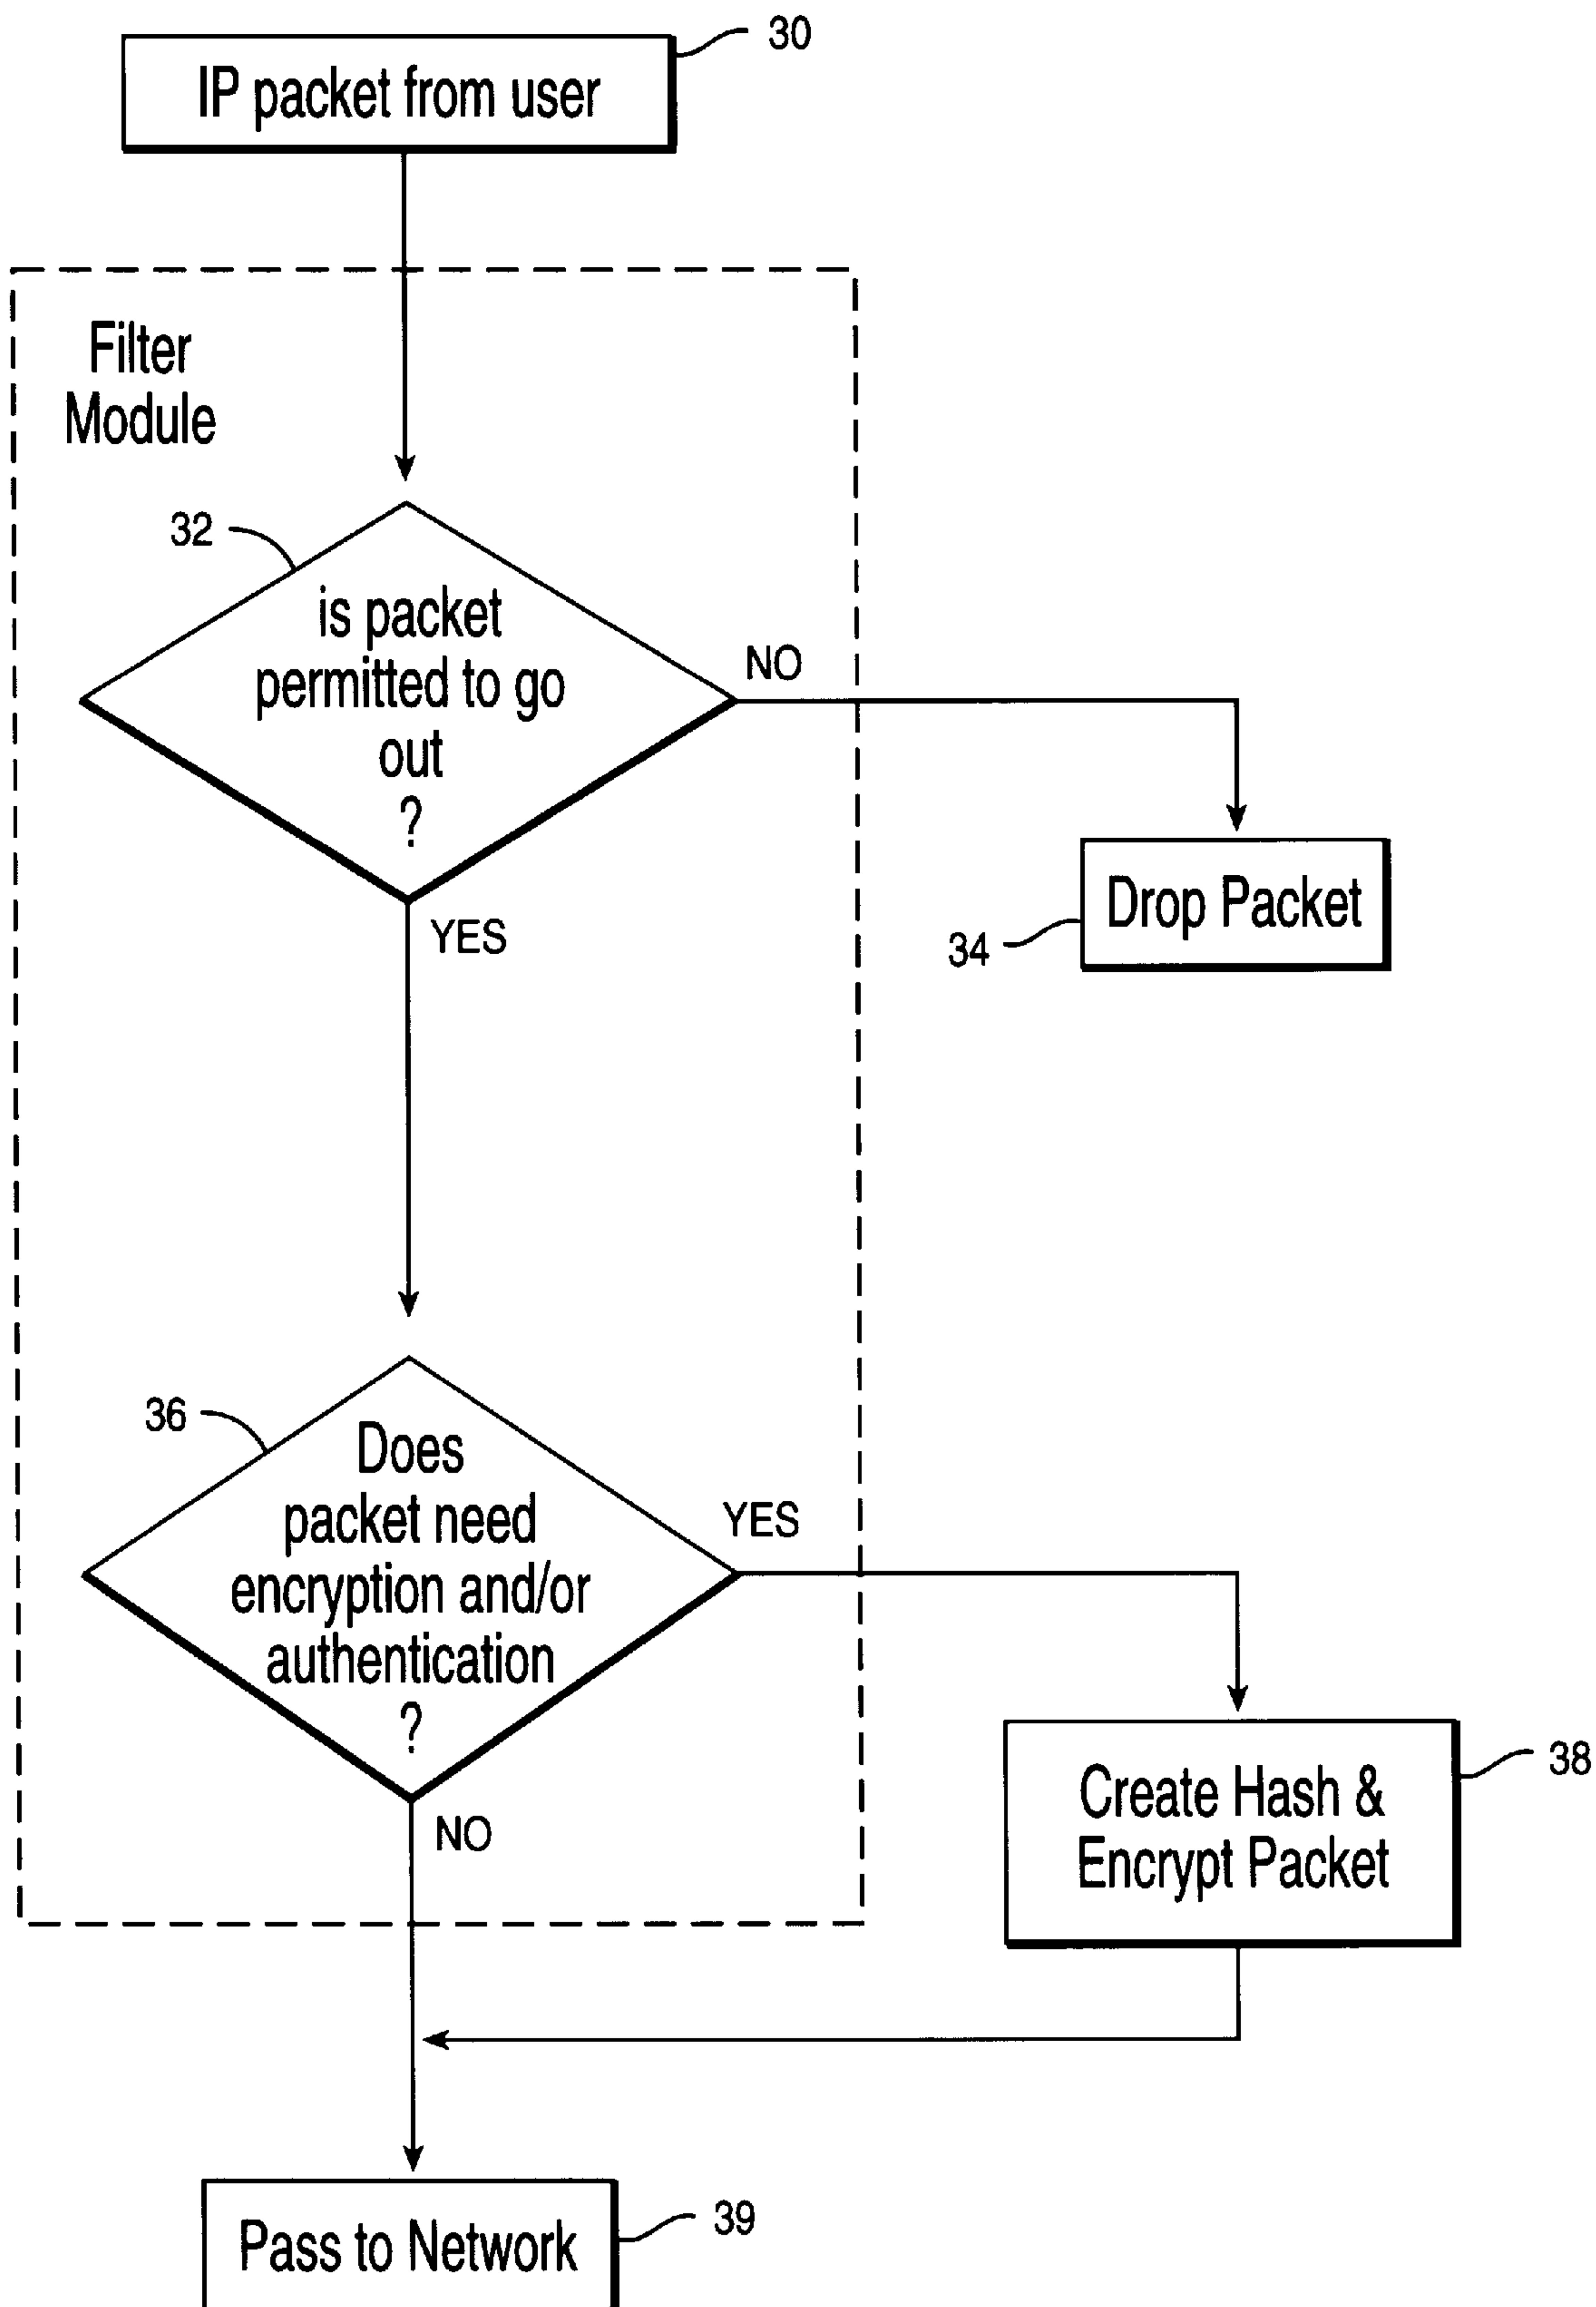 30
IP packet from user
Filter
Module
32
is packet
permitted to go
out
?
NO
YES
Drop Packet
34
36
Does
packet need
encryption and/or
authentication
?
YES
NO
Create Hash &
Encrypt Packet
38
Pass to Network
39